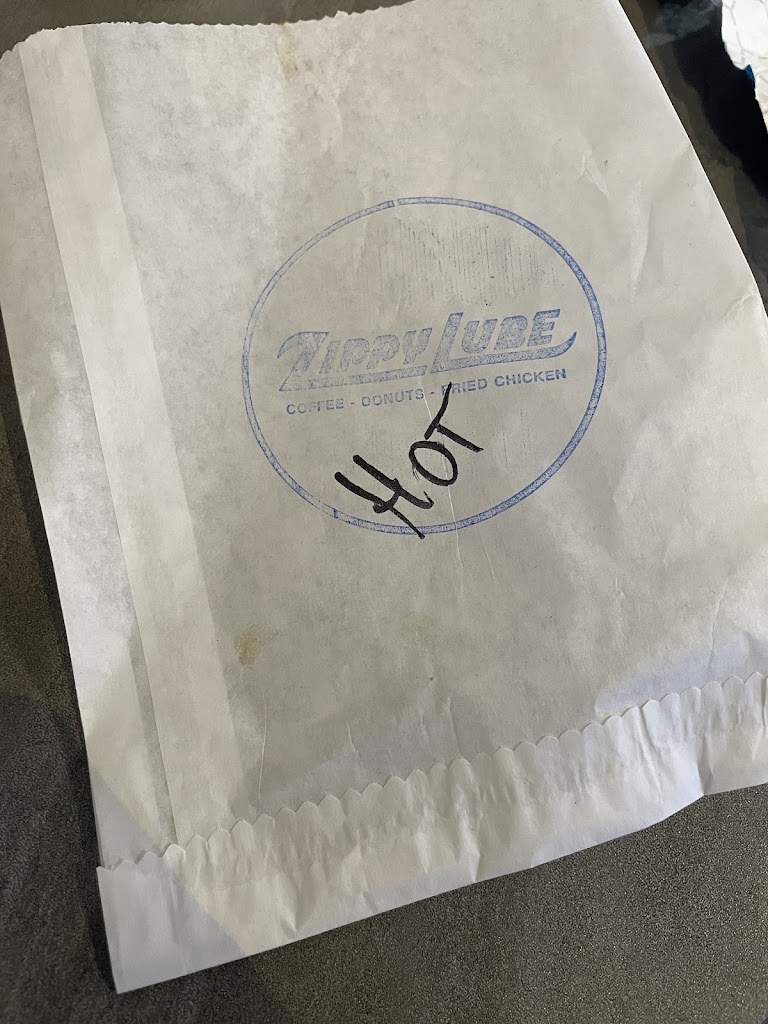 ZIPPY LUBE
COFFEE - DONUTS - FRIED CHICKEN
HOT